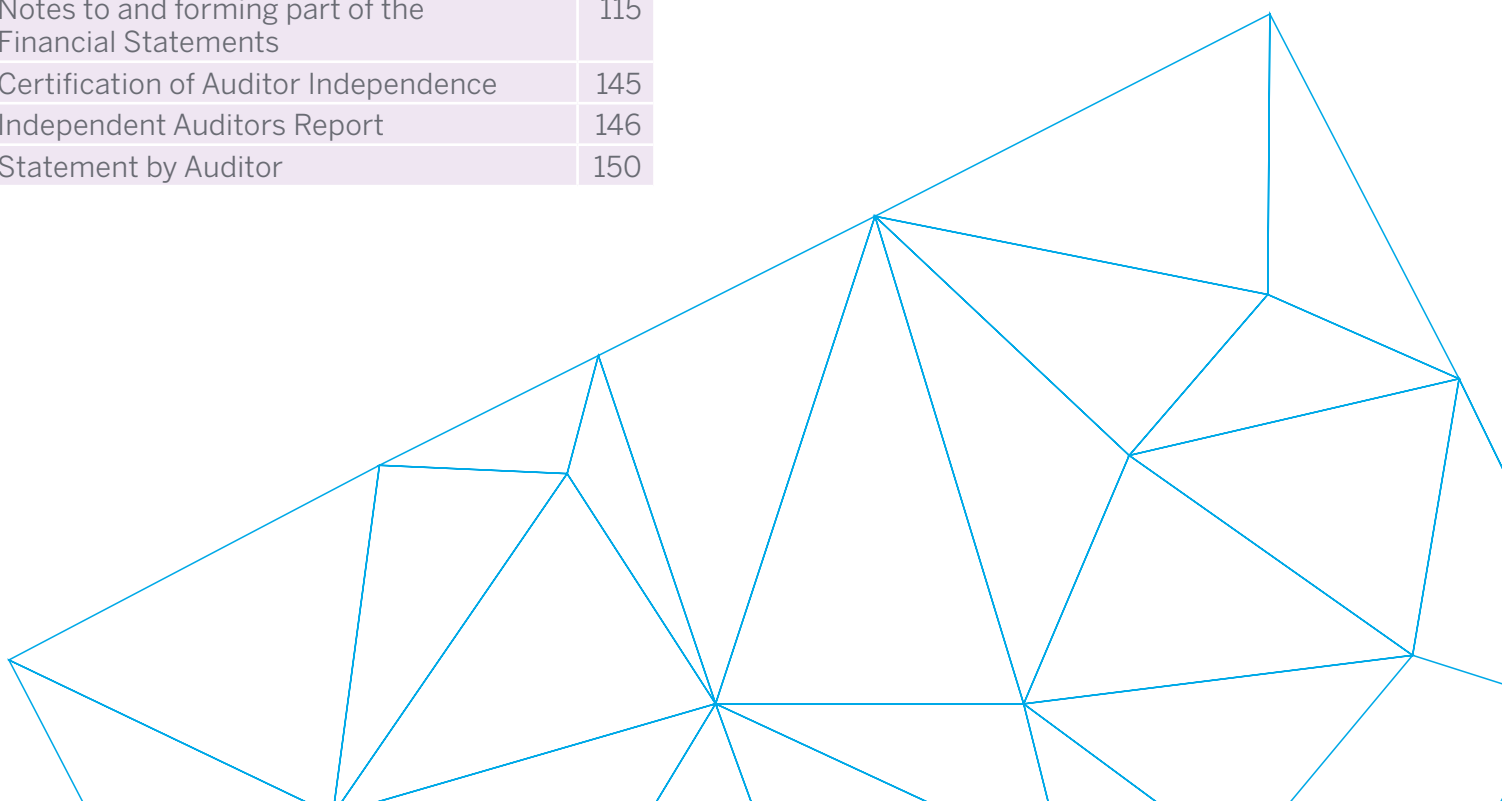 Notes to and forming part of the 115
Financial Statements
Certification of Auditor Independence 145
Independent Auditors Report 146
Statement by Auditor 150